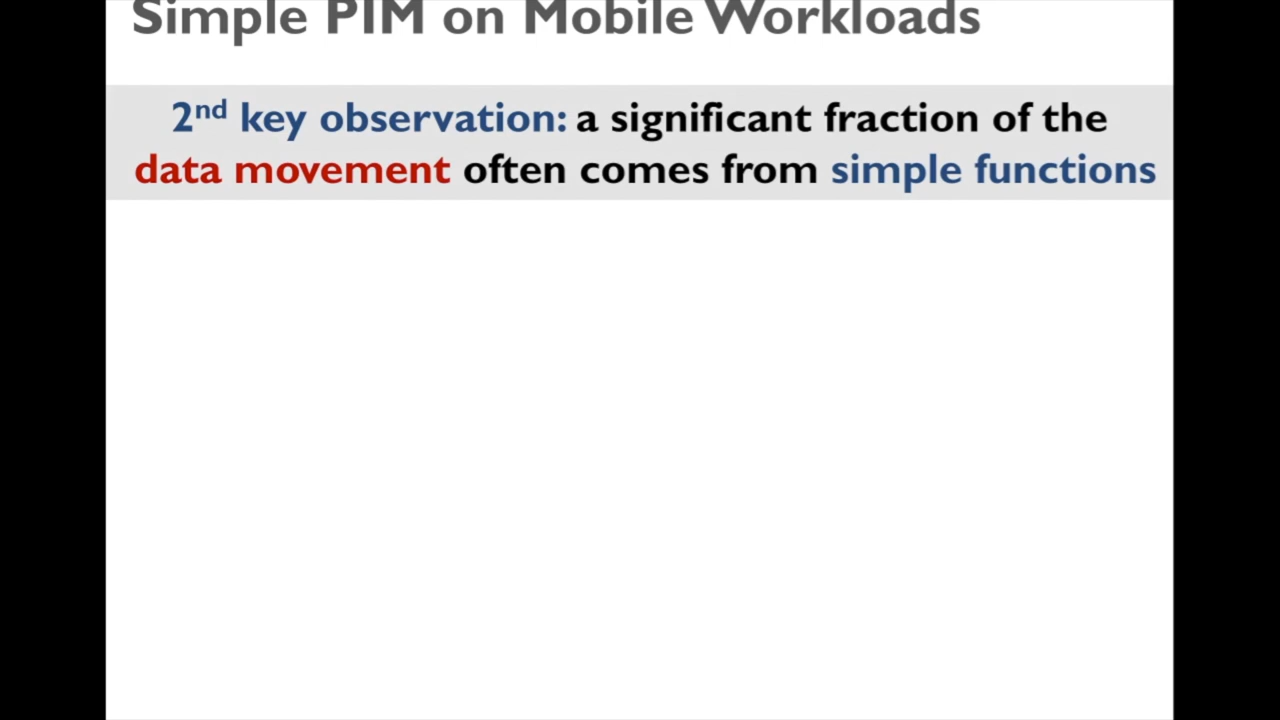 Simple PIM on Mobile Workloads
2nd key observation: a significant fraction of the
data movement often comes from simple functions